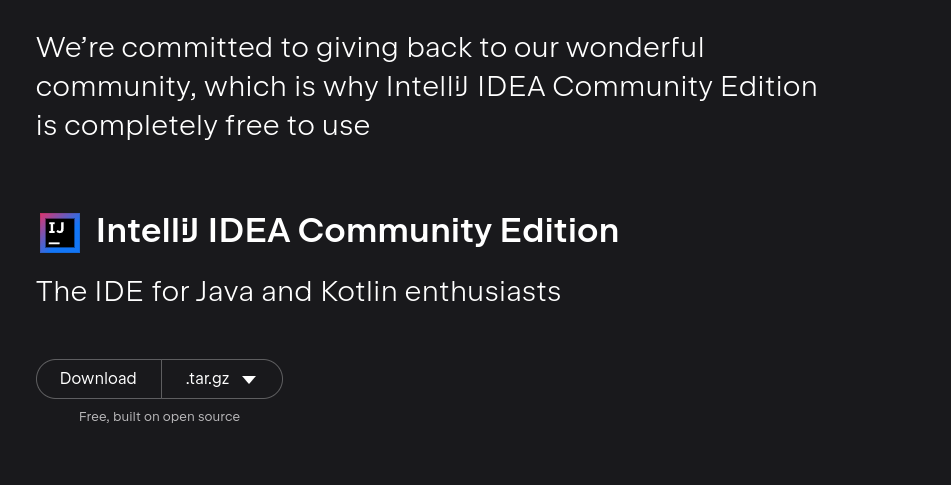 We’re committed to giving back to our wonderful
community, which is why IntelliJ IDEA Community Edition
is completely free to use
IJ
IntelliJ IDEA Community Edition
The IDE for Java and Kotlin enthusiasts
Download .tar.gz
Free, built on open source